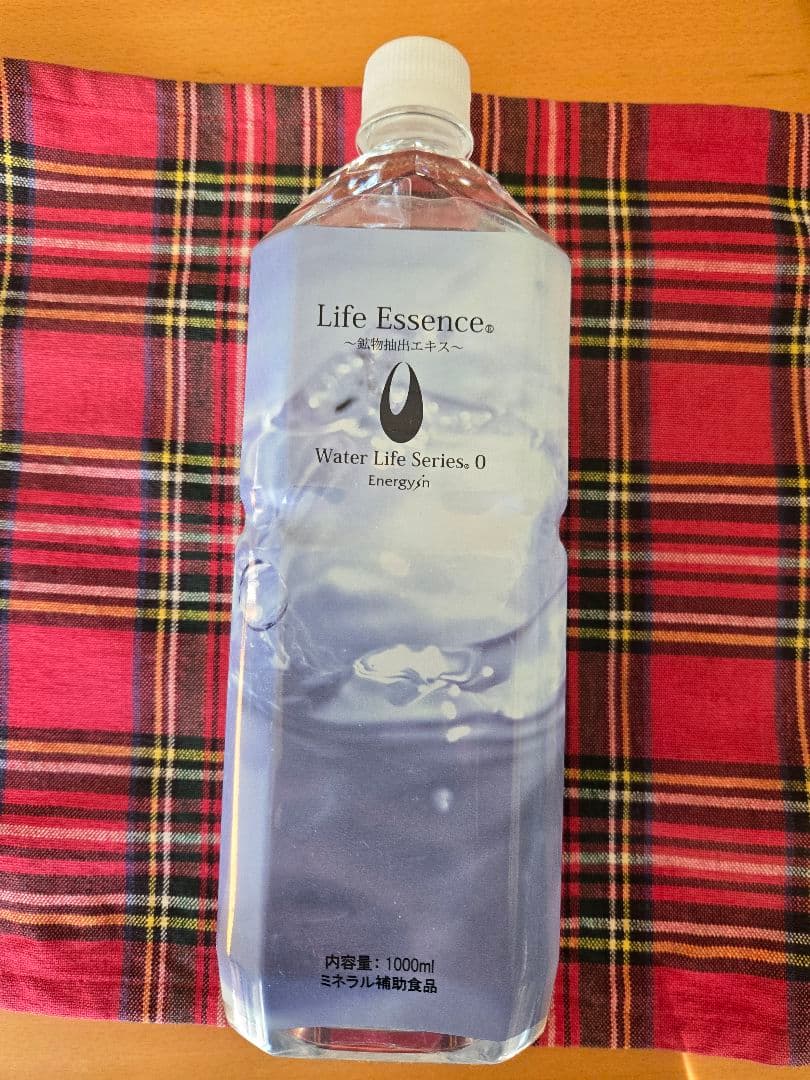 Life Essence®
～鉱物抽出エキス～
Water Life Series® 0
Energysin
内容量：1000ml
ミネラル補助食品